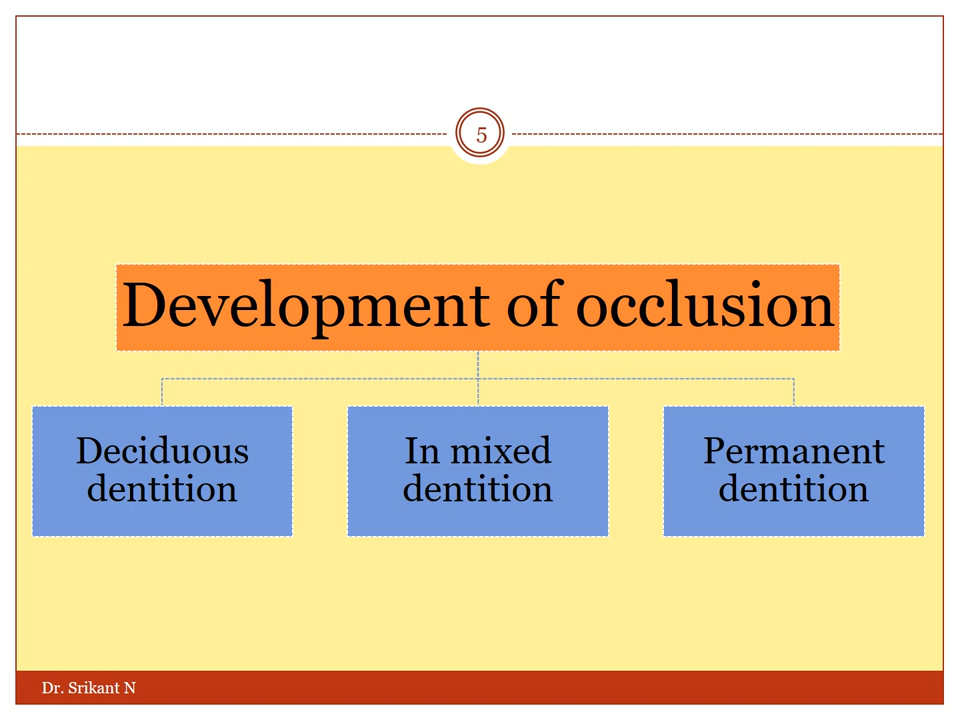 5
Development of occlusion
Deciduous
dentition
In mixed
dentition
Permanent
dentition
Dr. Srikant N